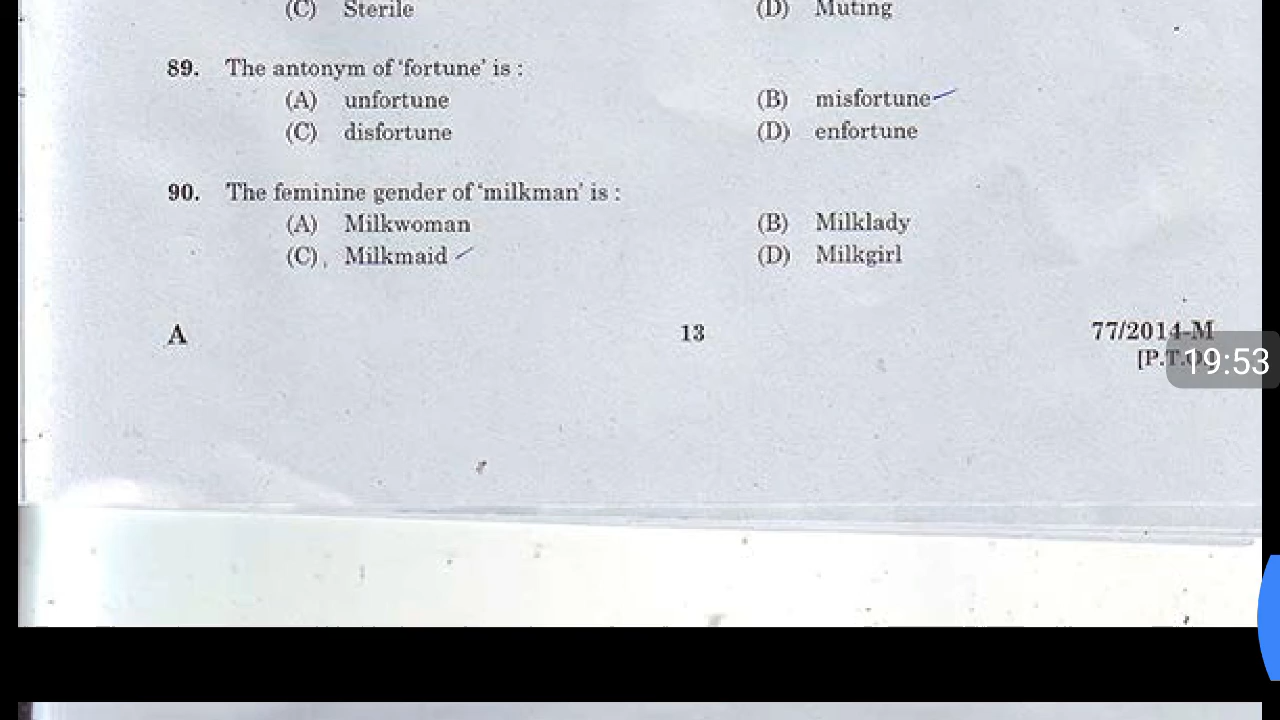 (C) Sterile (D) Muting
89. The antonym of 'fortune' is :
(A) unfortune (B) misfortune
(C) disfortune (D) enfortune
90. The feminine gender of 'milkman' is :
(A) Milkwoman (B) Milklady
(C) Milkmaid (D) Milkgirl
A 13 77/2014-M
[P.T.O.
19:53